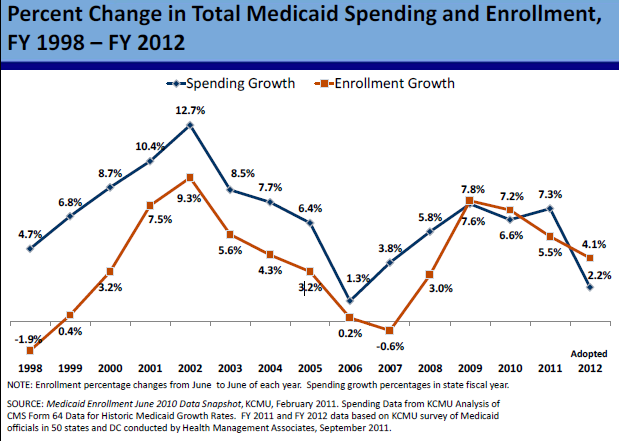 Percent Change in Total Medicaid Spending and Enrollment,
FY 1998 – FY 2012
Spending Growth Enrollment Growth
12.7%
10.4%
8.7% 9.3% 8.5%
7.7% 7.8% 7.2% 7.3%
6.8% 7.5% 6.4%
5.8% 7.6% 6.6%
4.7% 5.6% 5.5%
4.3% 3.8% 4.1%
3.2% 3.2% 1.3% 3.0% 2.2%
-1.9% 0.4% 0.2% -0.6%
Adopted
1998 1999 2000 2001 2002 2003 2004 2005 2006 2007 2008 2009 2010 2011 2012
NOTE: Enrollment percentage changes from June to June of each year. Spending growth percentages in state fiscal year.
SOURCE: Medicaid Enrollment June 2010 Data Snapshot, KCMU, February 2011. Spending Data from KCMU Analysis of
CMS Form 64 Data for Historic Medicaid Growth Rates. FY 2011 and FY 2012 data based on KCMU survey of Medicaid
officials in 50 states and DC conducted by Health Management Associates, September 2011.